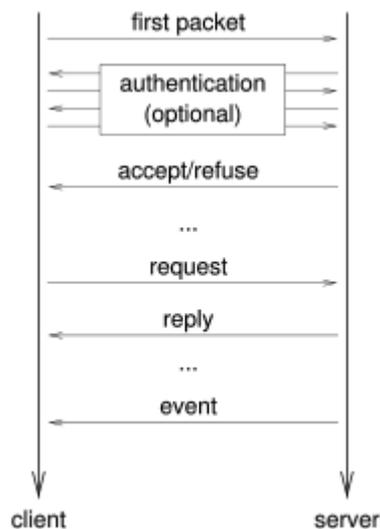 first packet
authentication
(optional)
accept/refuse
...
request
reply
...
event
client server